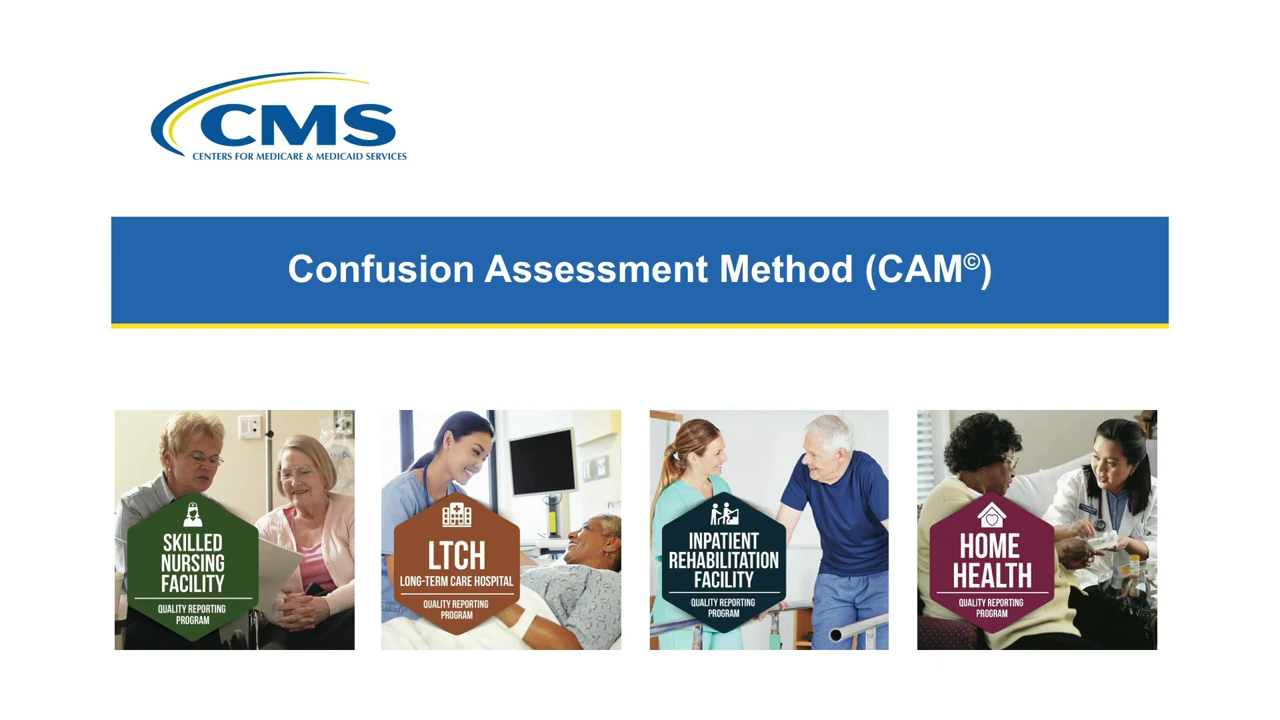 CMS
CENTERS FOR MEDICARE & MEDICAID SERVICES
Confusion Assessment Method (CAM©)
SKILLED
NURSING
FACILITY
QUALITY REPORTING
PROGRAM
LTCH
LONG-TERM CARE HOSPITAL
QUALITY REPORTING
PROGRAM
INPATIENT
REHABILITATION
FACILITY
QUALITY REPORTING
PROGRAM
HOME
HEALTH
QUALITY REPORTING
PROGRAM